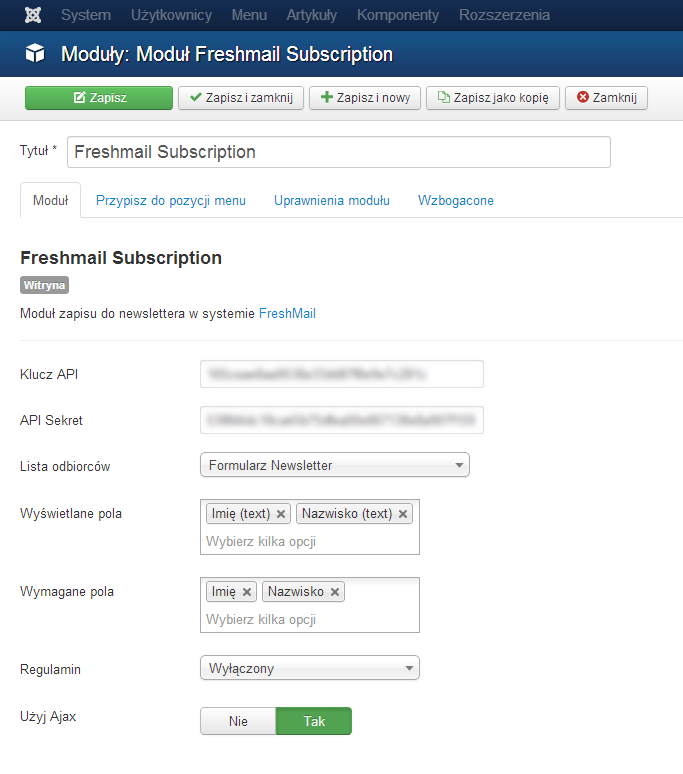 System Użytkownicy Menu Artykuły Komponenty Rozszerzenia
Moduły: Moduł Freshmail Subscription
Zapisz Zapisz i zamknij Zapisz i nowy Zapisz jako kopię Zamknij
Tytuł * Freshmail Subscription
Moduł Przypisz do pozycji menu Uprawnienia modułu Wzbogacone
Freshmail Subscription
Witryna
Moduł zapisu do newslettera w systemie FreshMail
Klucz API
API Sekret
Lista odbiorców Formularz Newsletter
Wyświetlane pola Imię (text) Nazwisko (text)
Wybierz kilka opcji
Wymagane pola Imię Nazwisko
Wybierz kilka opcji
Regulamin Wyłączony
Użyj Ajax Nie Tak